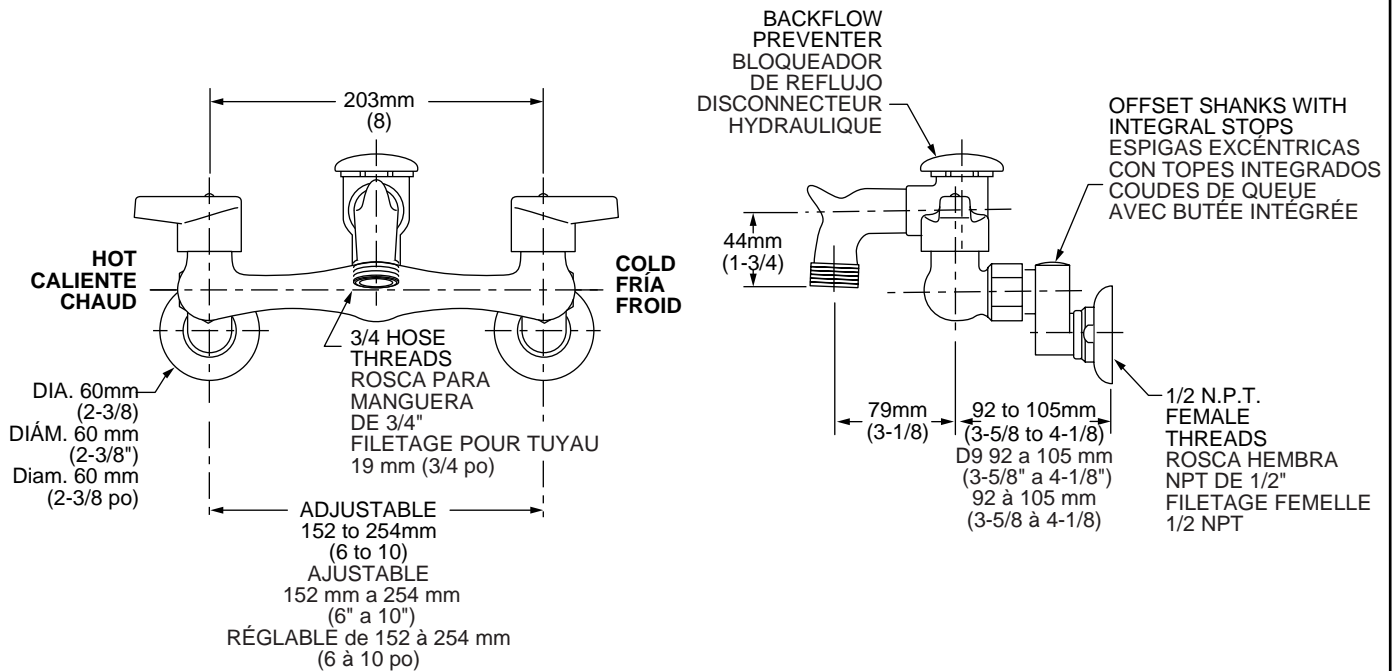 203mm
(8)
HOT
CALIENTE
CHAUD
COLD
FRÍA
FROID
3/4 HOSE
THREADS
ROSCA PARA
MANGUERA
DE 3/4"
FILETAGE POUR TUYAU
19 mm (3/4 po)
DIA. 60mm
(2-3/8)
DIÁM. 60 mm
(2-3/8")
Diam. 60 mm
(2-3/8 po)
ADJUSTABLE
152 to 254mm
(6 to 10)
AJUSTABLE
152 mm a 254 mm
(6" a 10")
RÉGLABLE de 152 à 254 mm
(6 à 10 po)
BACKFLOW
PREVENTER
BLOQUEADOR
DE REFLUJO
DISCONNECTEUR
HYDRAULIQUE
OFFSET SHANKS WITH
INTEGRAL STOPS
ESPIGAS EXCÉNTRICAS
CON TOPES INTEGRADOS
COUDES DE QUEUE
AVEC BUTÉE INTÉGRÉE
44mm
(1-3/4)
79mm
(3-1/8)
92 to 105mm
(3-5/8 to 4-1/8)
D9 92 a 105 mm
(3-5/8" a 4-1/8")
92 à 105 mm
(3-5/8 à 4-1/8)
1/2 N.P.T.
FEMALE
THREADS
ROSCA HEMBRA
NPT DE 1/2"
FILETAGE FEMELLE
1/2 NPT